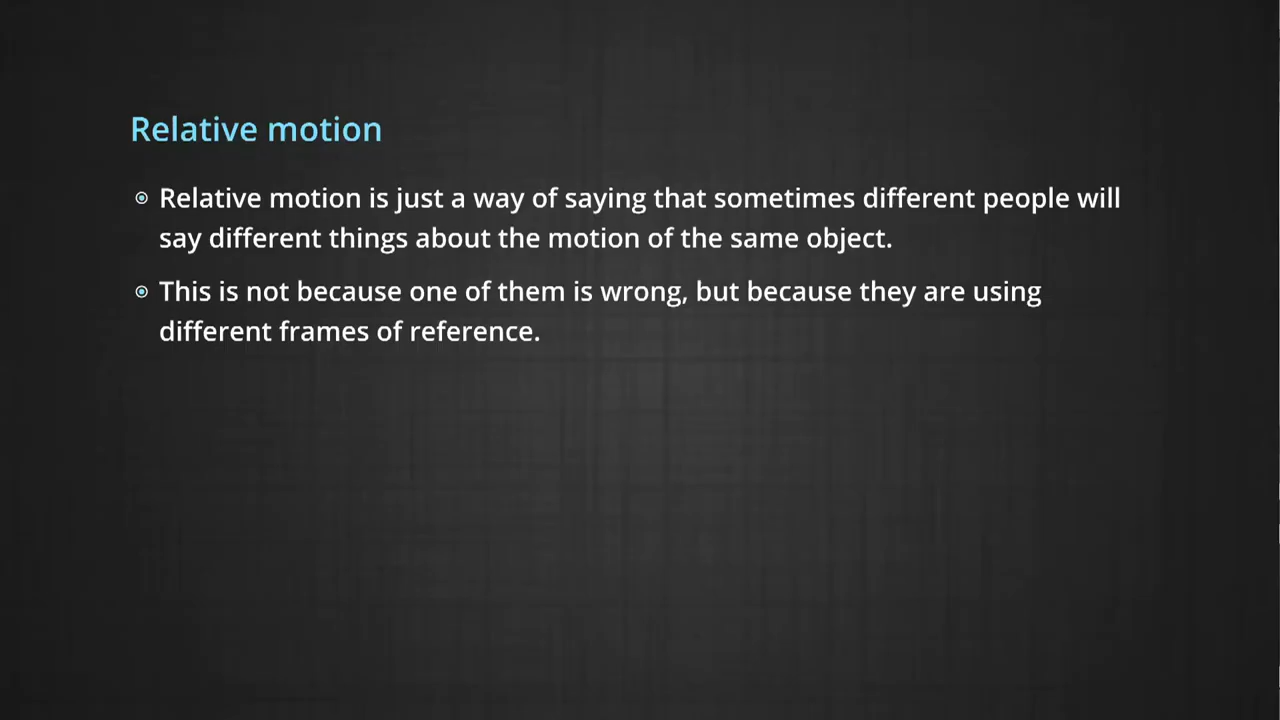 Relative motion
Relative motion is just a way of saying that sometimes different people will
say different things about the motion of the same object.
This is not because one of them is wrong, but because they are using
different frames of reference.